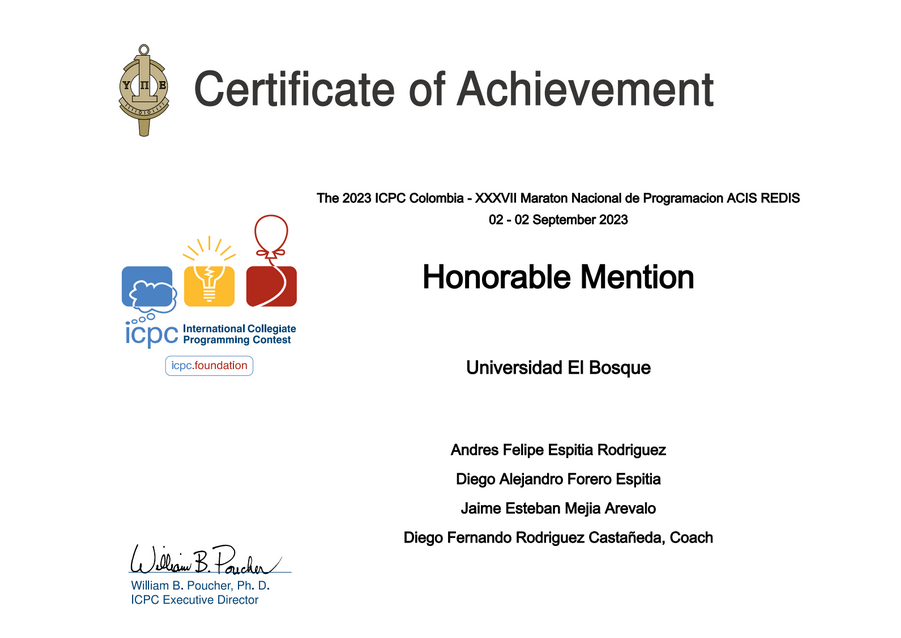 Certificate of Achievement
Υ Π Ε
The 2023 ICPC Colombia - XXXVII Maraton Nacional de Programacion ACIS REDIS
02 - 02 September 2023
Honorable Mention
icpc International Collegiate
Programming Contest
icpc.foundation
Universidad El Bosque
Andres Felipe Espitia Rodriguez
Diego Alejandro Forero Espitia
Jaime Esteban Mejia Arevalo
Diego Fernando Rodriguez Castañeda, Coach
William B. Poucher
William B. Poucher, Ph. D.
ICPC Executive Director